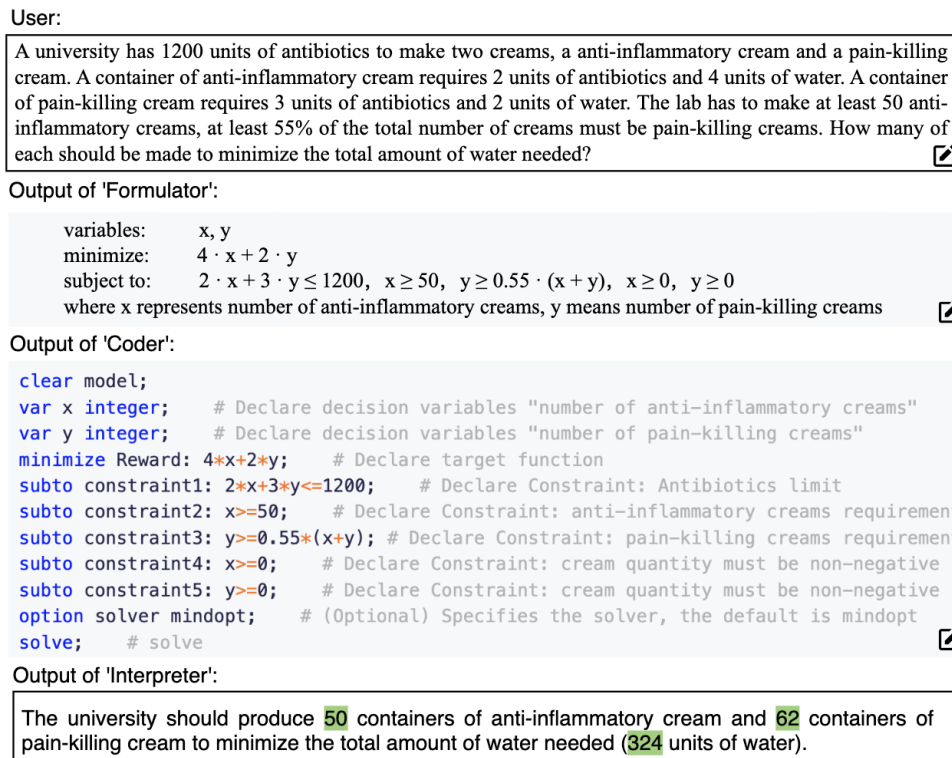 User:
A university has 1200 units of antibiotics to make two creams, a anti-inflammatory cream and a pain-killing
cream. A container of anti-inflammatory cream requires 2 units of antibiotics and 4 units of water. A container
of pain-killing cream requires 3 units of antibiotics and 2 units of water. The lab has to make at least 50 anti-
inflammatory creams, at least 55% of the total number of creams must be pain-killing creams. How many of
each should be made to minimize the total amount of water needed?
Output of 'Formulator':
variables: x, y
minimize: 4 · x + 2 · y
subject to: 2 · x + 3 · y ≤ 1200, x ≥ 50, y ≥ 0.55 · (x + y), x ≥ 0, y ≥ 0
where x represents number of anti-inflammatory creams, y means number of pain-killing creams
Output of 'Coder':
clear model;
var x integer; # Declare decision variables "number of anti-inflammatory creams"
var y integer; # Declare decision variables "number of pain-killing creams"
minimize Reward: 4*x+2*y; # Declare target function
subto constraint1: 2*x+3*y<=1200; # Declare Constraint: Antibiotics limit
subto constraint2: x>=50; # Declare Constraint: anti-inflammatory creams requiremen
subto constraint3: y>=0.55*(x+y); # Declare Constraint: pain-killing creams requiremen
subto constraint4: x>=0; # Declare Constraint: cream quantity must be non-negative
subto constraint5: y>=0; # Declare Constraint: cream quantity must be non-negative
option solver mindopt; # (Optional) Specifies the solver, the default is mindopt
solve; # solve
Output of 'Interpreter':
The university should produce 50 containers of anti-inflammatory cream and 62 containers of
pain-killing cream to minimize the total amount of water needed (324 units of water).